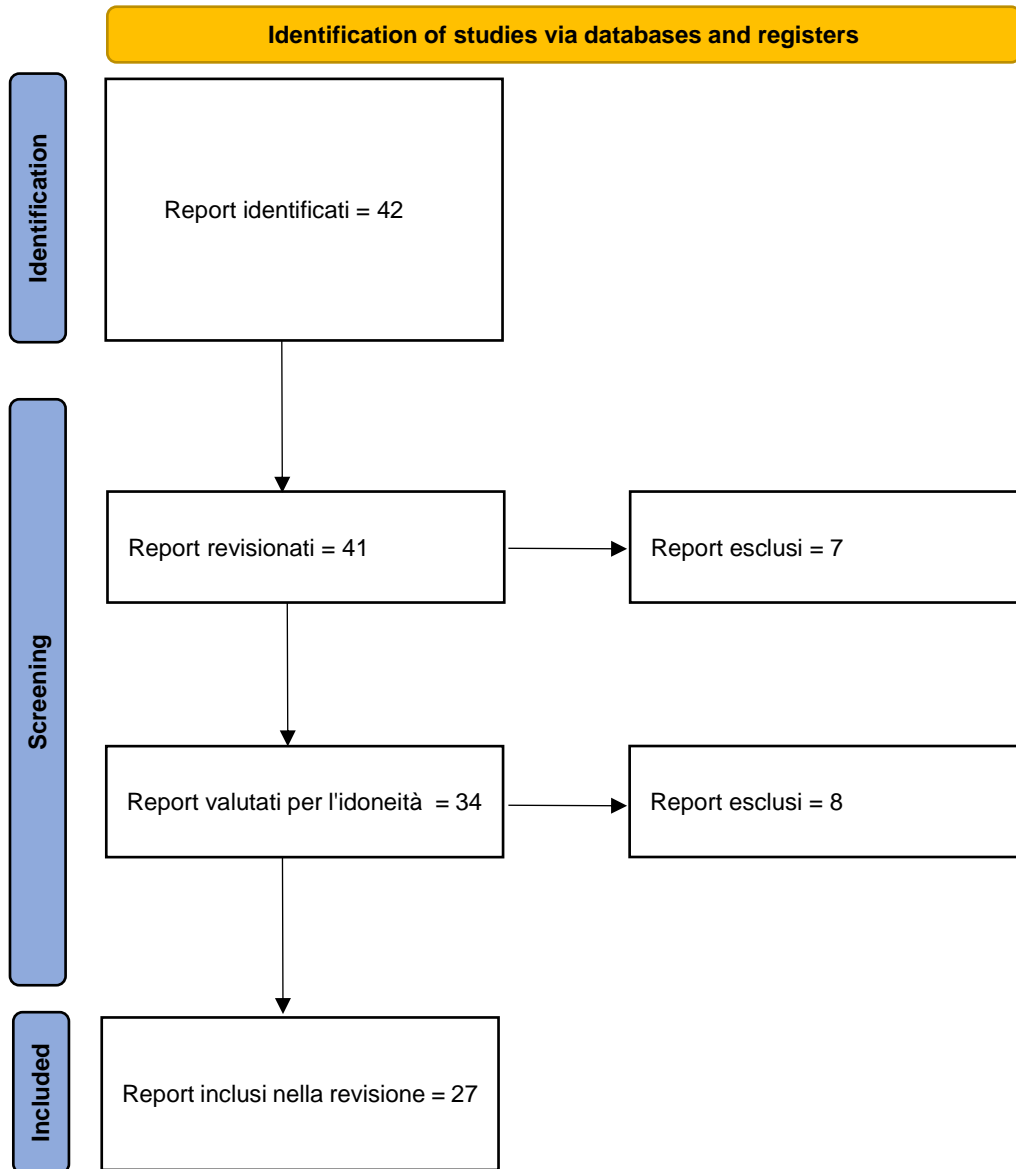 Identification of studies via databases and registers
Identification
Report identificati = 42
Screening
Report revisionati = 41
Report esclusi = 7
Report valutati per l'idoneità  = 34
Report esclusi = 8
Included
Report inclusi nella revisione = 27